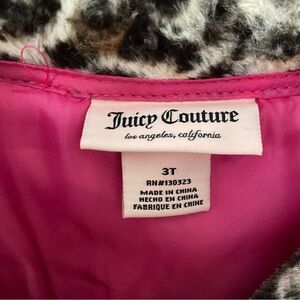 Juicy Couture
los angeles, california
3T
RN#130323
MADE IN CHINA
HECHO EN CHINA
FABRIQUE EN CHINE